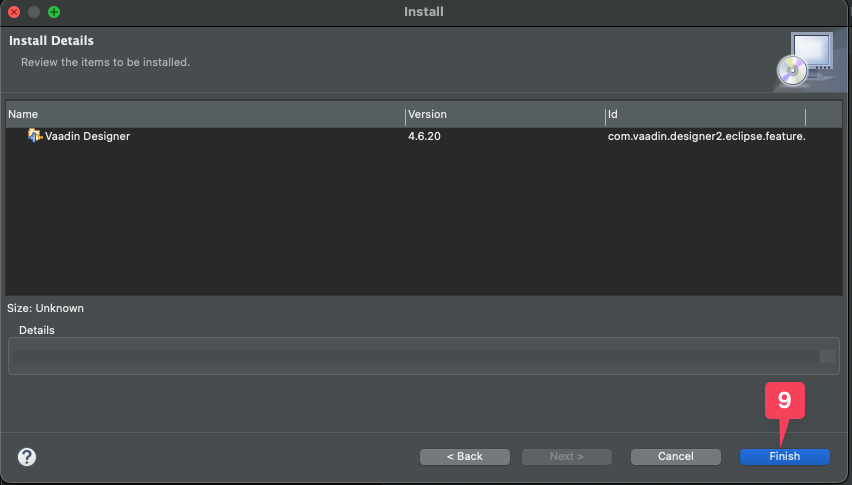 Install
Install Details
Review the items to be installed.
Name Version Id
Vaadin Designer 4.6.20 com.vaadin.designer2.eclipse.feature.
Size: Unknown
Details
9
? < Back Next > Cancel Finish